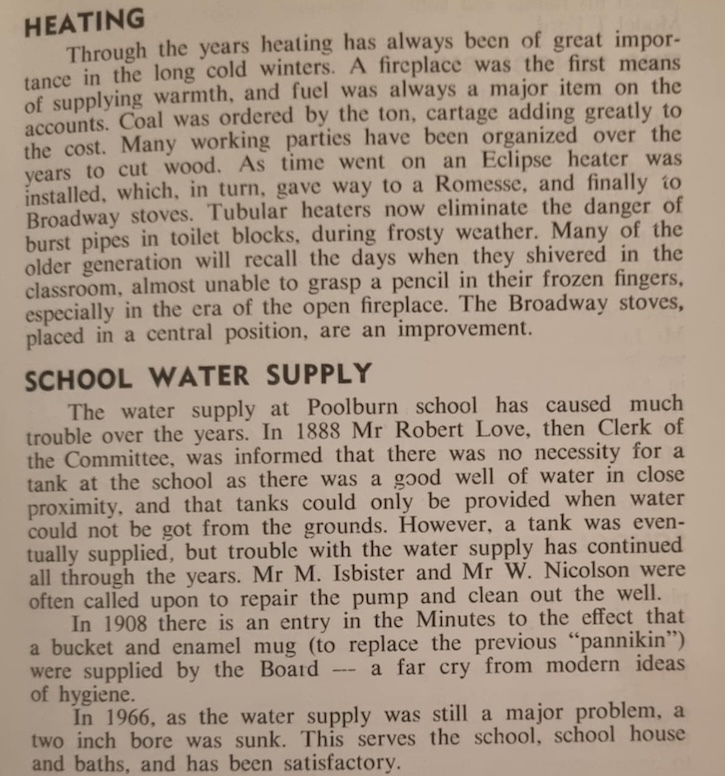 HEATING
Through the years heating has always been of great impor-
tance in the long cold winters. A fireplace was the first means
of supplying warmth, and fuel was always a major item on the
accounts. Coal was ordered by the ton, cartage adding greatly to
the cost. Many working parties have been organized over the
years to cut wood. As time went on an Eclipse heater was
installed, which, in turn, gave way to a Romesse, and finally to
Broadway stoves. Tubular heaters now eliminate the danger of
burst pipes in toilet blocks, during frosty weather. Many of the
older generation will recall the days when they shivered in the
classroom, almost unable to grasp a pencil in their frozen fingers,
especially in the era of the open fireplace. The Broadway stoves,
placed in a central position, are an improvement.
SCHOOL WATER SUPPLY
The water supply at Poolburn school has caused much
trouble over the years. In 1888 Mr Robert Love, then Clerk of
the Committee, was informed that there was no necessity for a
tank at the school as there was a good well of water in close
proximity, and that tanks could only be provided when water
could not be got from the grounds. However, a tank was even-
tually supplied, but trouble with the water supply has continued
all through the years. Mr M. Isbister and Mr W. Nicolson were
often called upon to repair the pump and clean out the well.
In 1908 there is an entry in the Minutes to the effect that
a bucket and enamel mug (to replace the previous “pannikin”)
were supplied by the Board — a far cry from modern ideas
of hygiene.
In 1966, as the water supply was still a major problem, a
two inch bore was sunk. This serves the school, school house
and baths, and has been satisfactory.